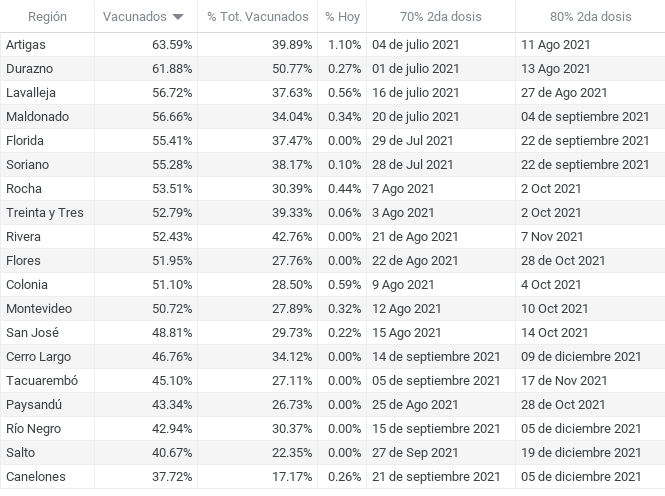 Región Vacunados % Tot. Vacunados % Hoy 70% 2da dosis 80% 2da dosis
Artigas 63.59% 39.89% 1.10% 04 de julio 2021 11 Ago 2021
Durazno 61.88% 50.77% 0.27% 01 de julio 2021 13 Ago 2021
Lavalleja 56.72% 37.63% 0.56% 16 de julio 2021 27 de Ago 2021
Maldonado 56.66% 34.04% 0.34% 20 de julio 2021 04 de septiembre 2021
Florida 55.41% 37.47% 0.00% 29 de Jul 2021 22 de septiembre 2021
Soriano 55.28% 38.17% 0.10% 28 de Jul 2021 22 de septiembre 2021
Rocha 53.51% 30.39% 0.44% 7 Ago 2021 2 Oct 2021
Treinta y Tres 52.79% 39.33% 0.06% 3 Ago 2021 2 Oct 2021
Rivera 52.43% 42.76% 0.00% 21 de Ago 2021 7 Nov 2021
Flores 51.95% 27.76% 0.00% 22 de Ago 2021 28 de Oct 2021
Colonia 51.10% 28.50% 0.59% 9 Ago 2021 4 Oct 2021
Montevideo 50.72% 27.89% 0.32% 12 Ago 2021 10 Oct 2021
San José 48.81% 29.73% 0.22% 15 Ago 2021 14 Oct 2021
Cerro Largo 46.76% 34.12% 0.00% 14 de septiembre 2021 09 de diciembre 2021
Tacuarembó 45.10% 27.11% 0.00% 05 de septiembre 2021 17 de Nov 2021
Paysandú 43.34% 26.73% 0.00% 25 de Ago 2021 28 de Oct 2021
Río Negro 42.94% 30.37% 0.00% 15 de septiembre 2021 05 de diciembre 2021
Salto 40.67% 22.35% 0.00% 27 de Sep 2021 19 de diciembre 2021
Canelones 37.72% 17.17% 0.26% 21 de septiembre 2021 05 de diciembre 2021